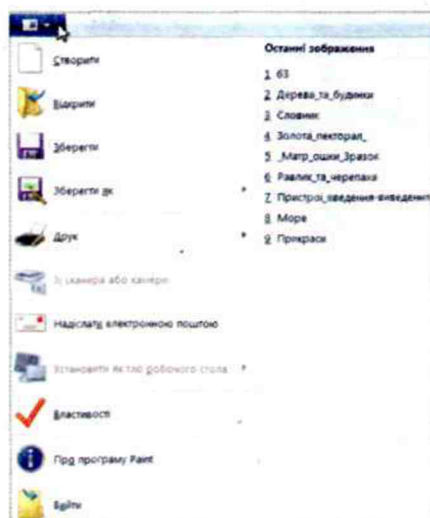 Створити
Відкрити
Зберегти
Зберегти як
Друк
Зі сканера або камери
Надіслати електронною поштою
Установити як тло робочого стола
Властивості
Про програму Paint
Вийти
Останні зображення
1 63
2 Дерева_та_будинки
3 Словник
4 Золота_пекторал_
5 _Матр_ошки_Зразок
6 Равлик_та_черепаха
7 Пристрої_введення-виведення
8 Море
9 Прикраси